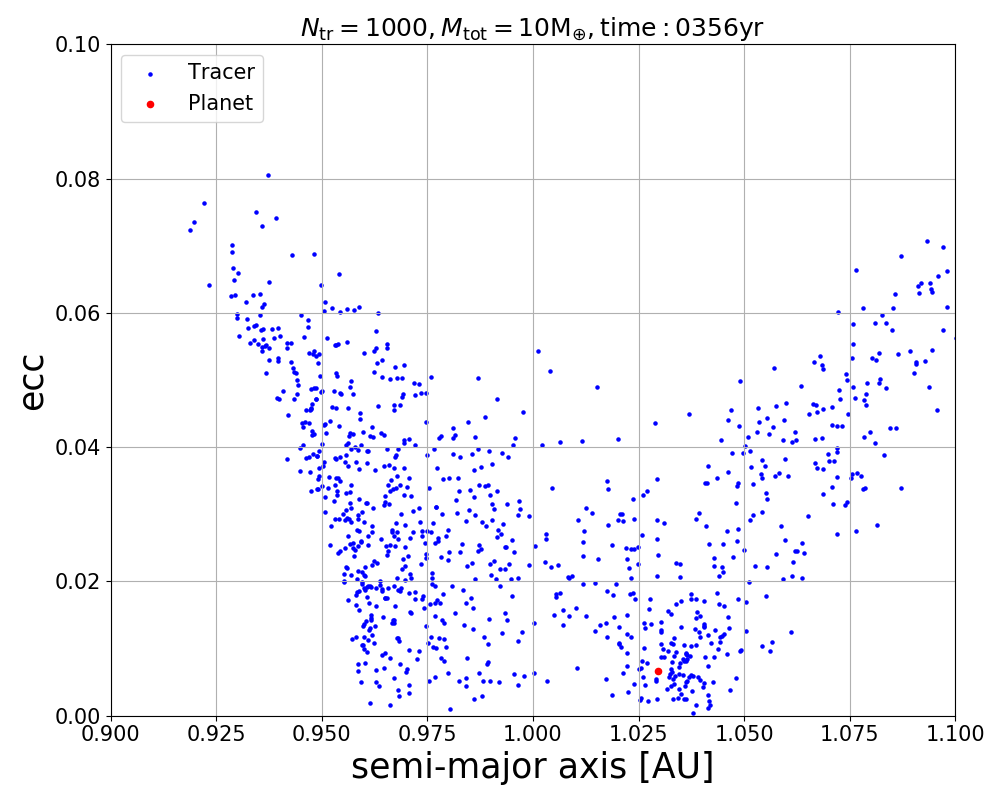 N_tr = 1000, M_tot = 10M_⊕, time : 0356yr
Tracer
Planet
ecc
0.10
0.08
0.06
0.04
0.02
0.00
0.900 0.925 0.950 0.975 1.000 1.025 1.050 1.075 1.100
semi-major axis [AU]